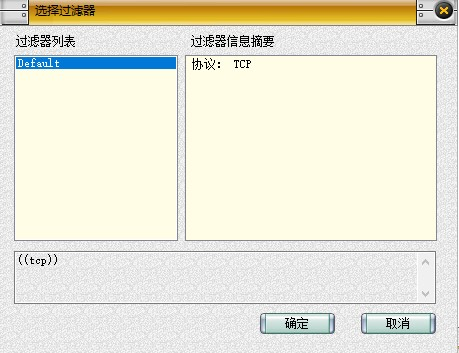 选择过滤器
过滤器列表
过滤器信息摘要
Default
协议： TCP
((tcp))
确定
取消